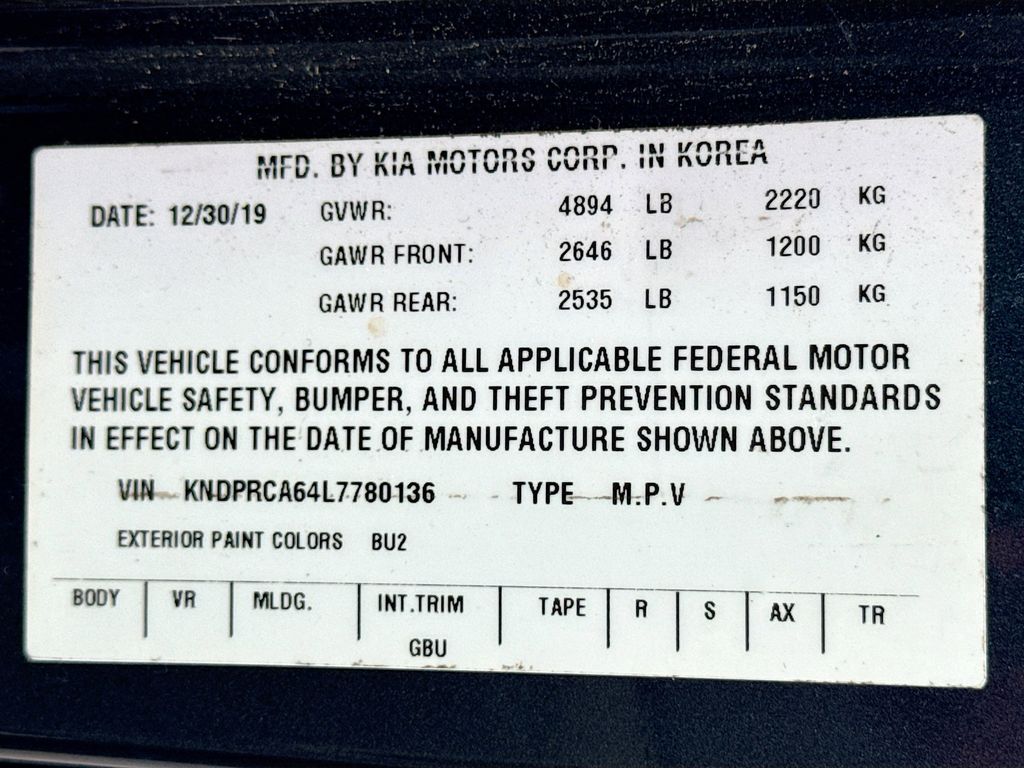 MFD. BY KIA MOTORS CORP. IN KOREA
DATE: 12/30/19 GVWR: 4894 LB 2220 KG
GAWR FRONT: 2646 LB 1200 KG
GAWR REAR: 2535 LB 1150 KG
THIS VEHICLE CONFORMS TO ALL APPLICABLE FEDERAL MOTOR
VEHICLE SAFETY, BUMPER, AND THEFT PREVENTION STANDARDS
IN EFFECT ON THE DATE OF MANUFACTURE SHOWN ABOVE.
VIN KNDPRCA64L7780136 TYPE M.P.V
EXTERIOR PAINT COLORS BU2
BODY VR MLDG. INT.TRIM TAPE R S AX TR
GBU